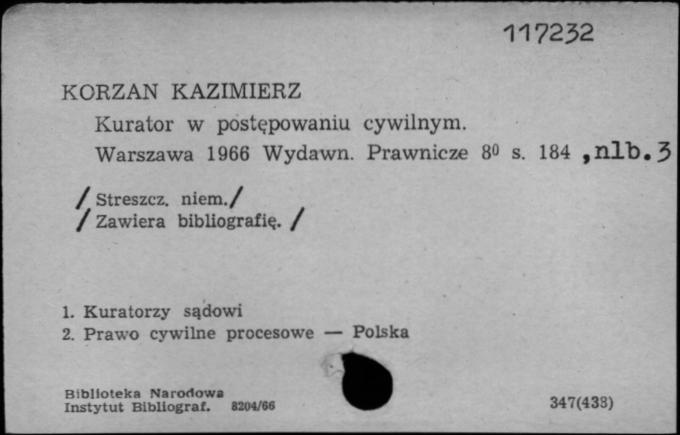 117232
KORZAN KAZIMIERZ
Kurator w postępowaniu cywilnym.
Warszawa 1966 Wydawn. Prawnicze 8⁰ s. 184 , nlb. 3
/ Streszcz. niem. /
/ Zawiera bibliografię. /
1. Kuratorzy sądowi
2. Prawo cywilne procesowe — Polska
Biblioteka Narodowa
Instytut Bibliograf. 8204/66
347(438)